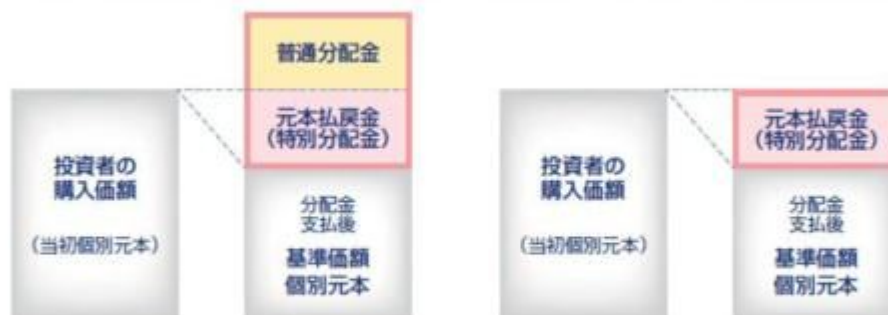 普通分配金
元本払戻金
(特別分配金)
投資者の
購入価額
(当初個別元本)
分配金
支払後
基準価額
個別元本
元本払戻金
(特別分配金)
投資者の
購入価額
(当初個別元本)
分配金
支払後
基準価額
個別元本